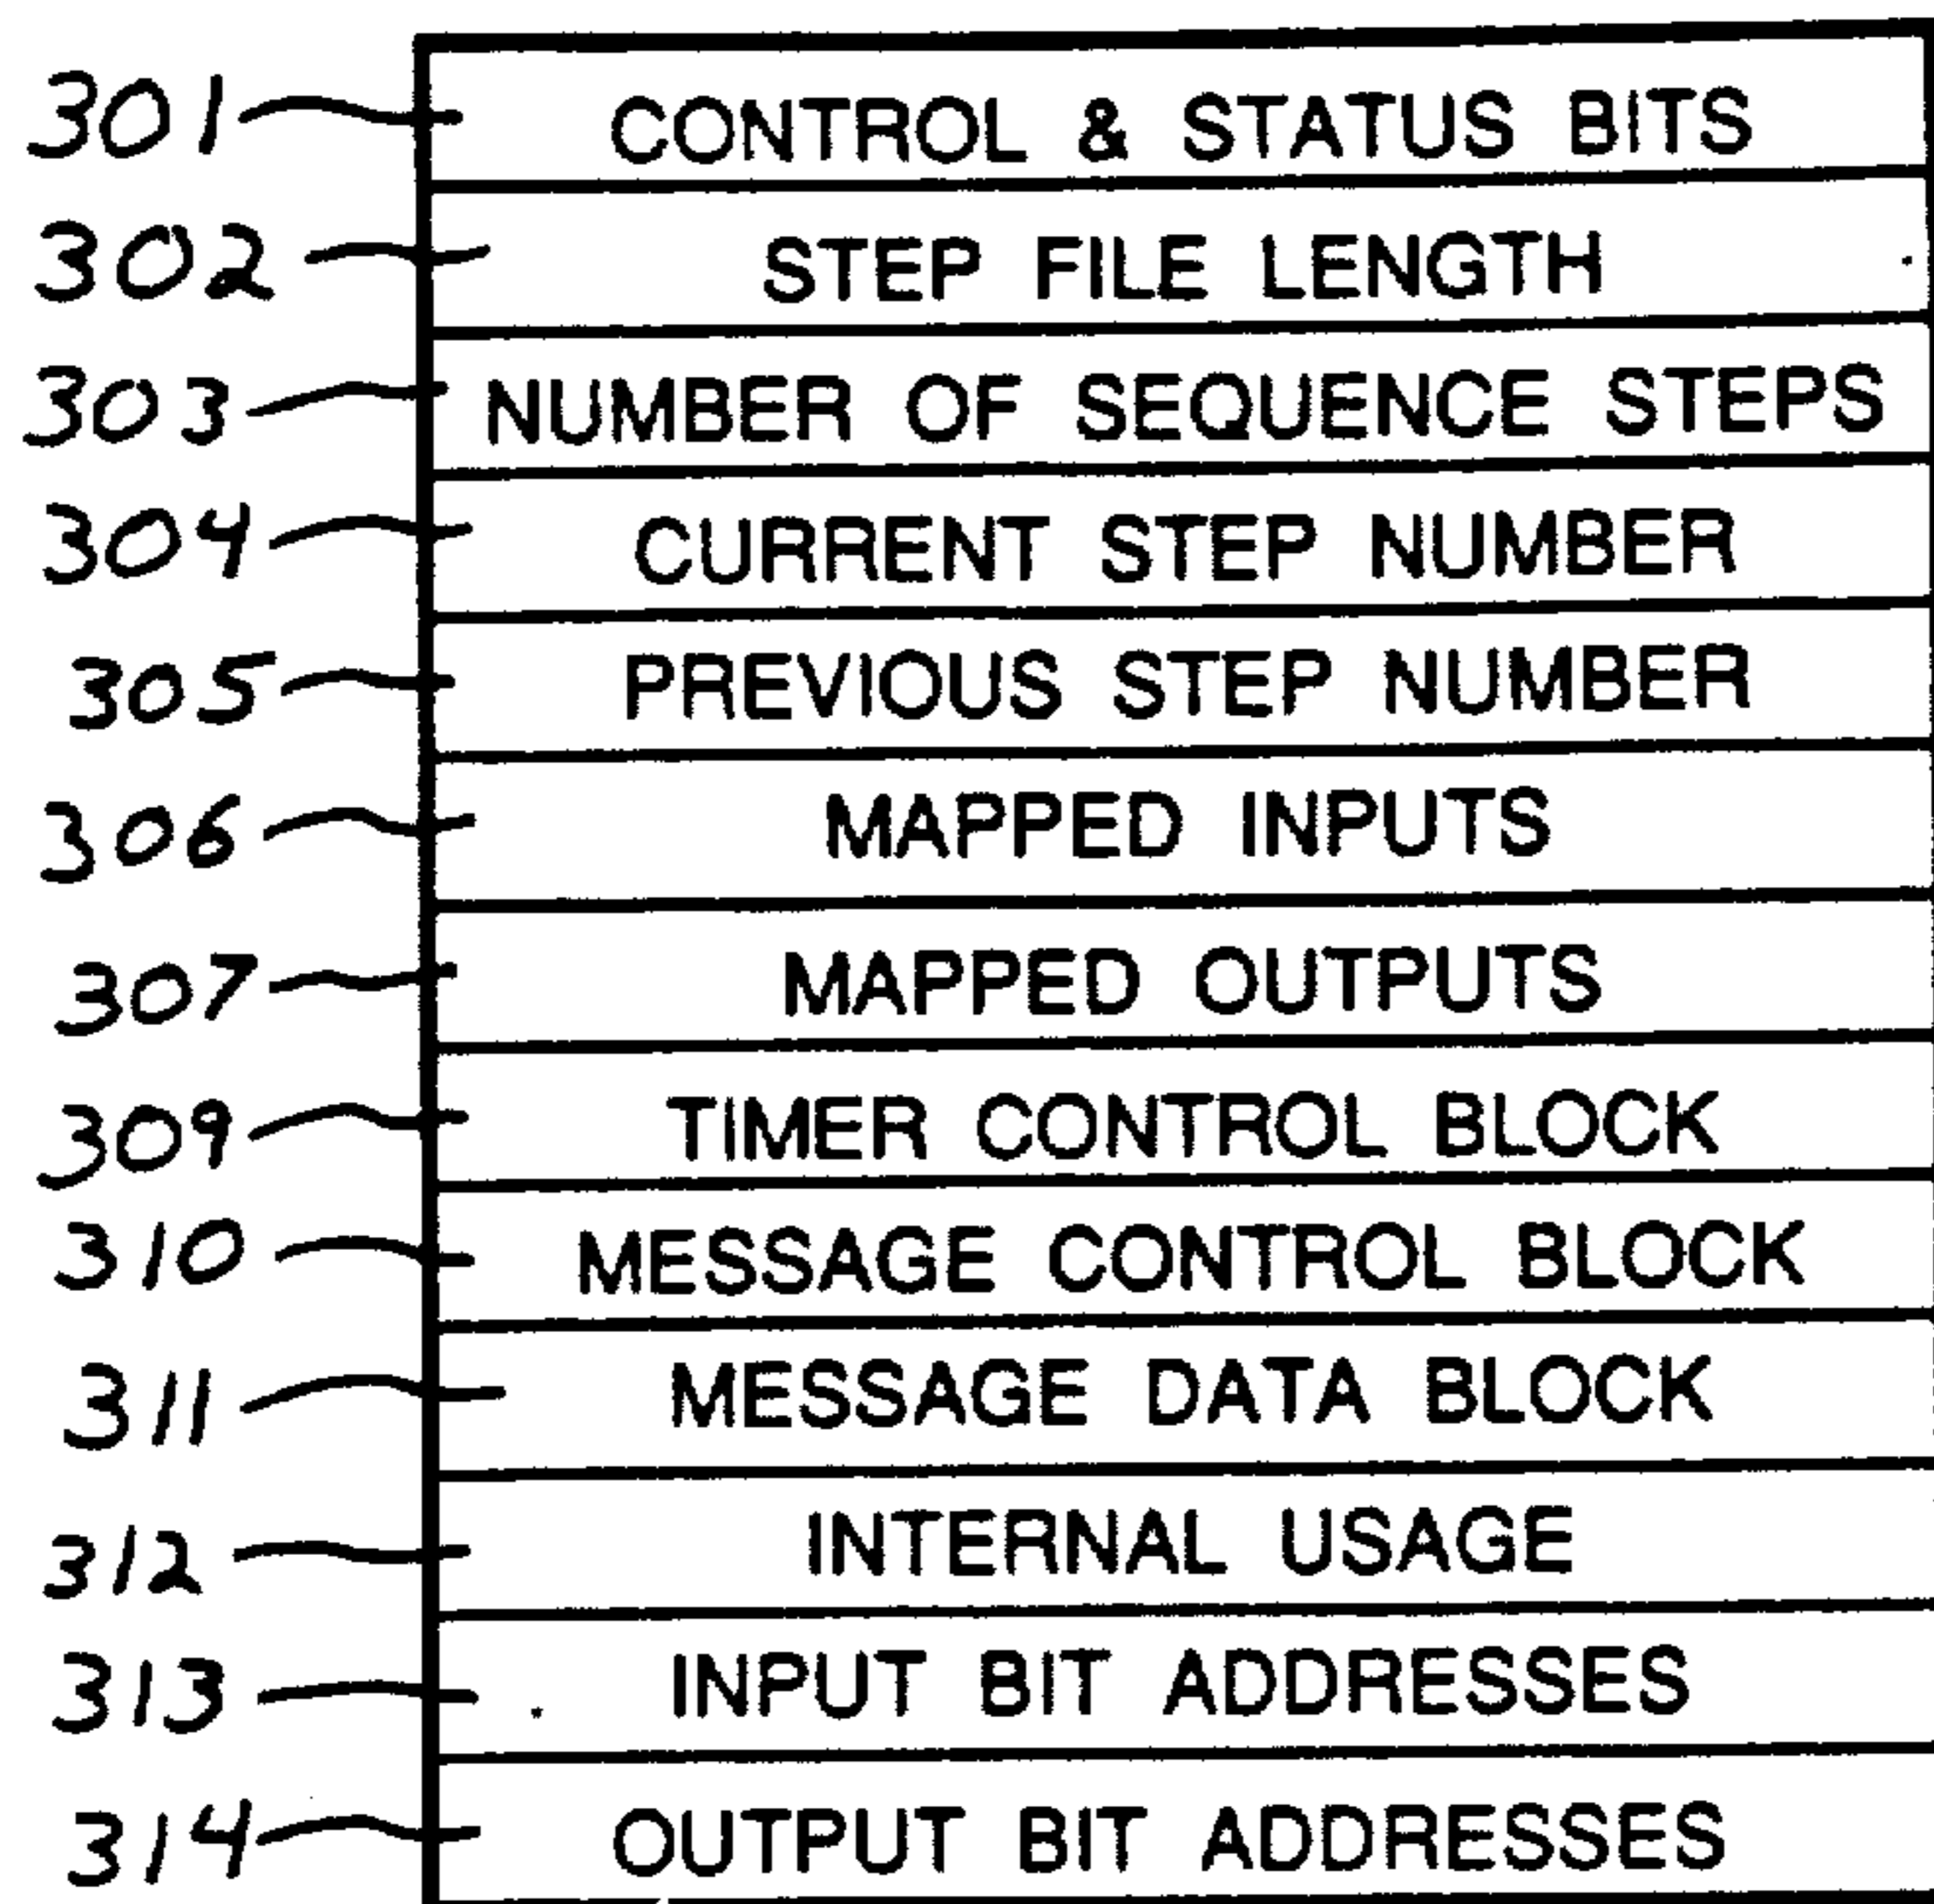 301 CONTROL & STATUS BITS
302 STEP FILE LENGTH
303 NUMBER OF SEQUENCE STEPS
304 CURRENT STEP NUMBER
305 PREVIOUS STEP NUMBER
306 MAPPED INPUTS
307 MAPPED OUTPUTS
309 TIMER CONTROL BLOCK
310 MESSAGE CONTROL BLOCK
311 MESSAGE DATA BLOCK
312 INTERNAL USAGE
313 INPUT BIT ADDRESSES
314 OUTPUT BIT ADDRESSES